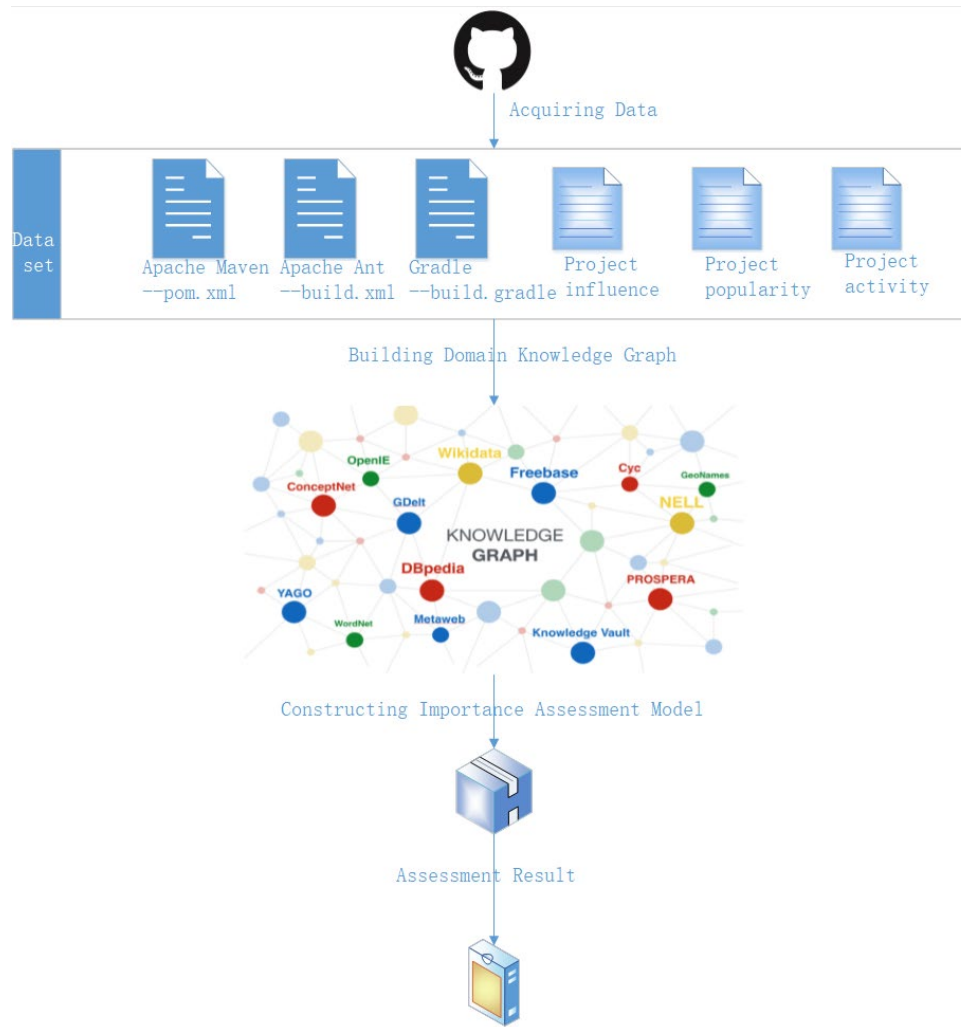 Acquiring Data
Data
set
Apache Maven
--pom.xml
Apache Ant
--build.xml
Gradle
--build.gradle
Project
influence
Project
popularity
Project
activity
Building Domain Knowledge Graph
OpenIE
Wikidata
Freebase
Cyc
GeoNames
ConceptNet
GDelt
NELL
KNOWLEDGE
GRAPH
DBpedia
PROSPERA
YAGO
WordNet
Metaweb
Knowledge Vault
Constructing Importance Assessment Model
Assessment Result